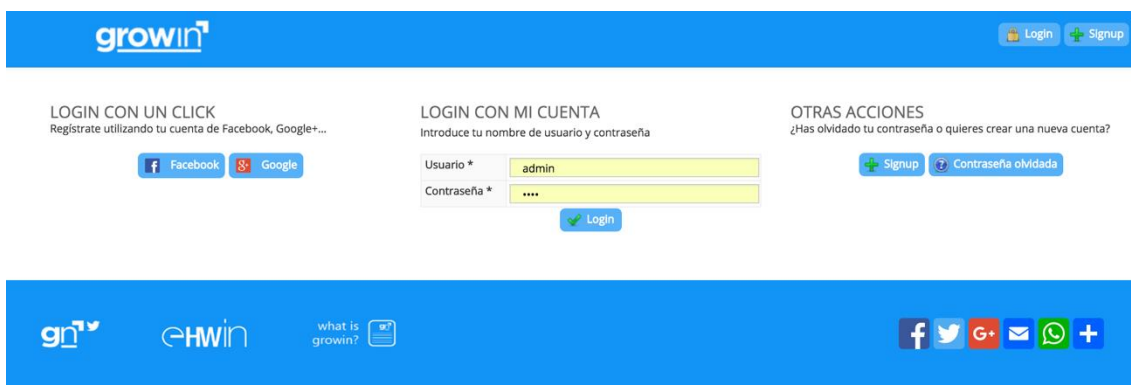 growin
Login
Signup
LOGIN CON UN CLICK
Regístrate utilizando tu cuenta de Facebook, Google+...
Facebook
Google
LOGIN CON MI CUENTA
Introduce tu nombre de usuario y contraseña
Usuario *
admin
Contraseña *
••••
Login
OTRAS ACCIONES
¿Has olvidado tu contraseña o quieres crear una nueva cuenta?
Signup
Contraseña olvidada
gn
eHWin
what is
growin?